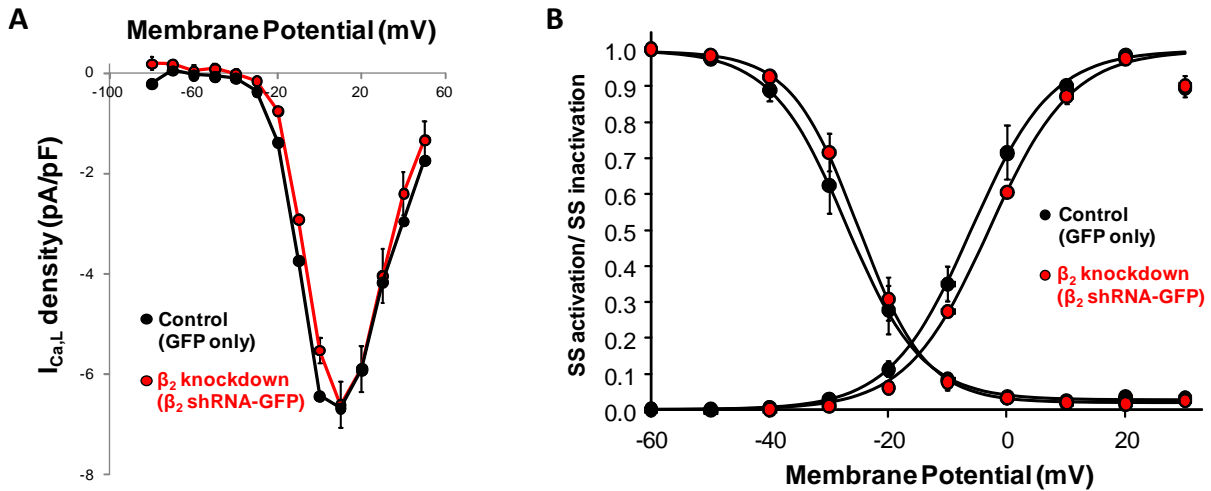 A
Membrane Potential (mV)
0
-100
-60
-20
20
60
-2
-4
-6
-8
I_Ca,L density (pA/pF)
Control
(GFP only)
β₂ knockdown
(β₂ shRNA-GFP)
B
1.0
0.9
0.8
0.7
0.6
0.5
0.4
0.3
0.2
0.1
0.0
SS activation/ SS inactivation
Control
(GFP only)
β₂ knockdown
(β₂ shRNA-GFP)
-60
-40
-20
0
20
Membrane Potential (mV)